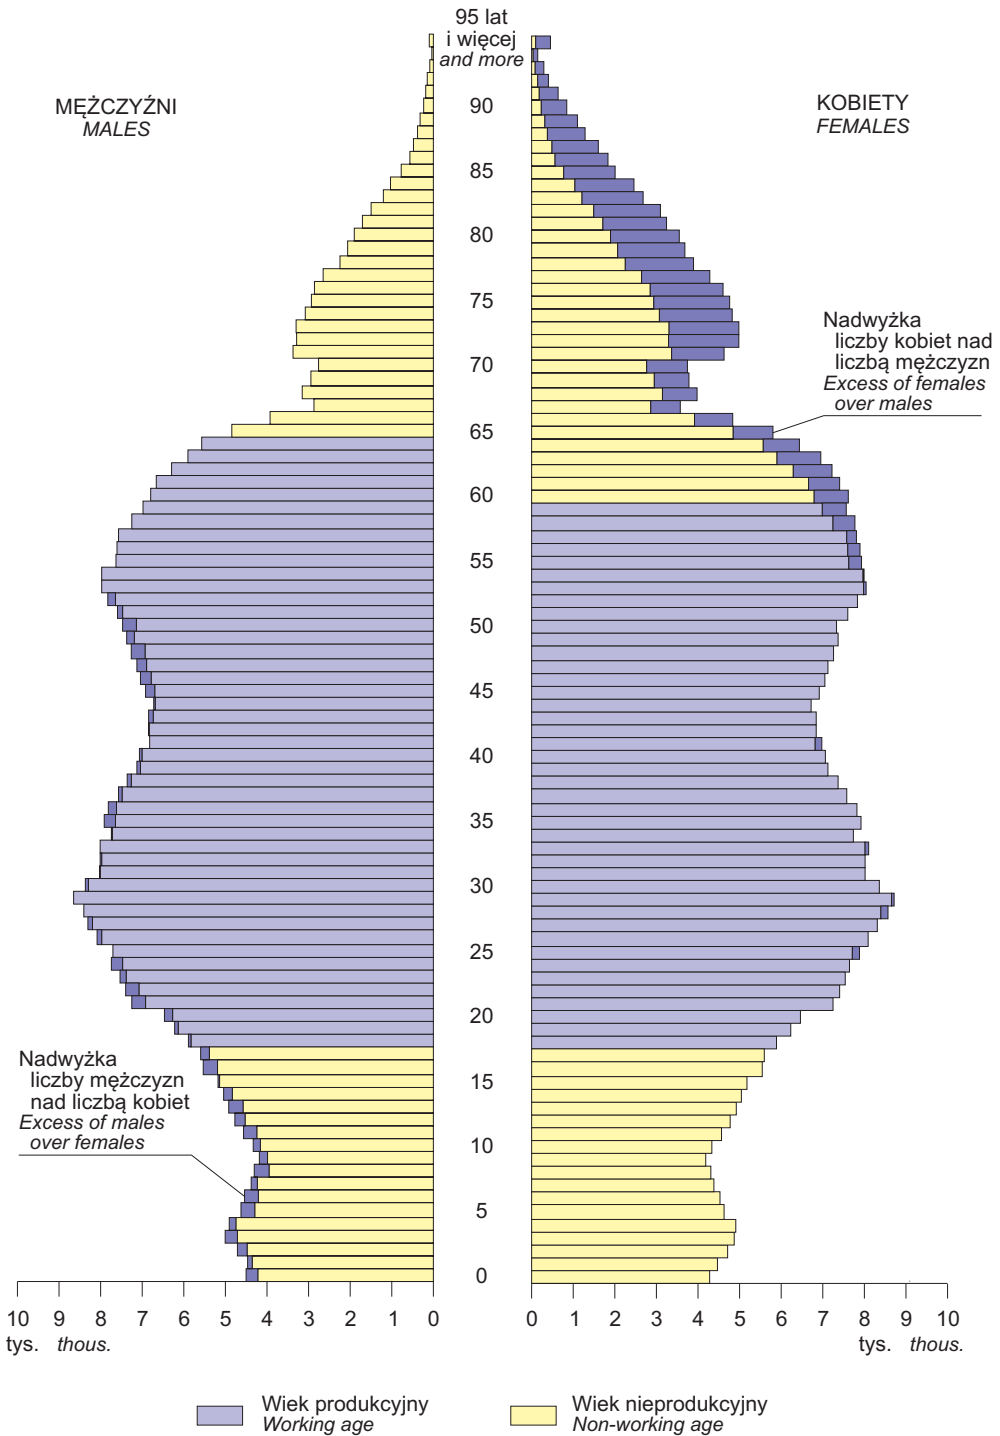 95 lat
i więcej
and more
MĘŻCZYŹNI
MALES
KOBIETY
FEMALES
90
85
80
75
70
65
60
55
50
45
40
35
30
25
20
15
10
5
0
Nadwyżka
liczby kobiet nad
liczbą mężczyzn
Excess of females
over males
Nadwyżka
liczby mężczyzn
nad liczbą kobiet
Excess of males
over females
10 9 8 7 6 5 4 3 2 1 0
tys. thous.
0 1 2 3 4 5 6 7 8 9 10
tys. thous.
Wiek produkcyjny
Working age
Wiek nieprodukcyjny
Non-working age